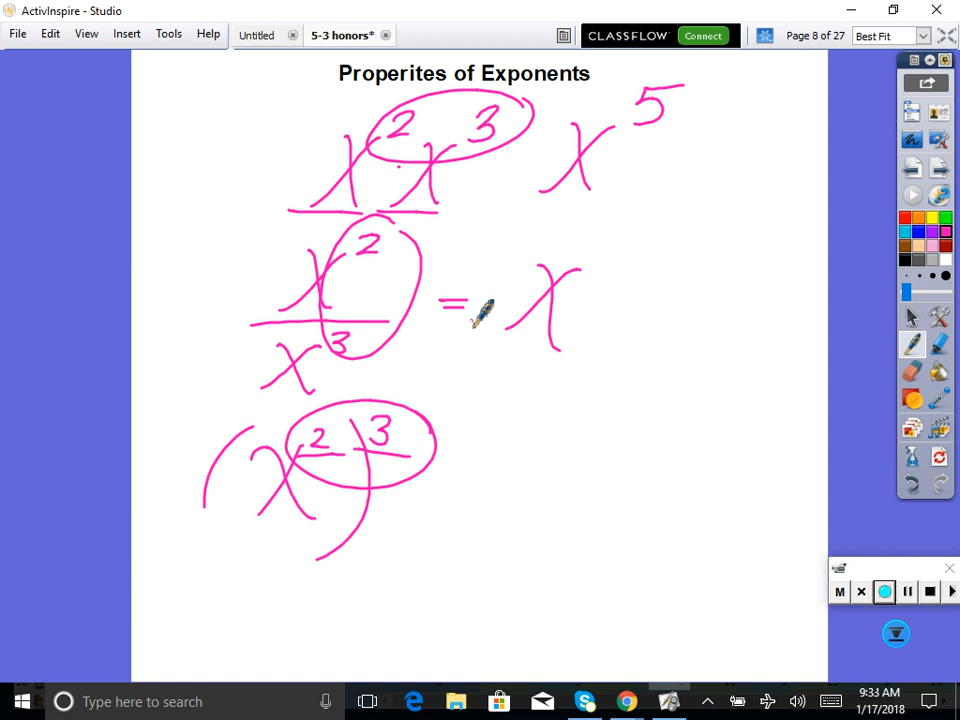 ActivInspire - Studio
File Edit View Insert Tools Help Untitled 5-3 honors* CLASSFLOW Connect Page 8 of 27 Best Fit
Properites of Exponents
x² · x³ x⁵
x²
= x
x³
(x²)³
M
Type here to search
9:33 AM
1/17/2018